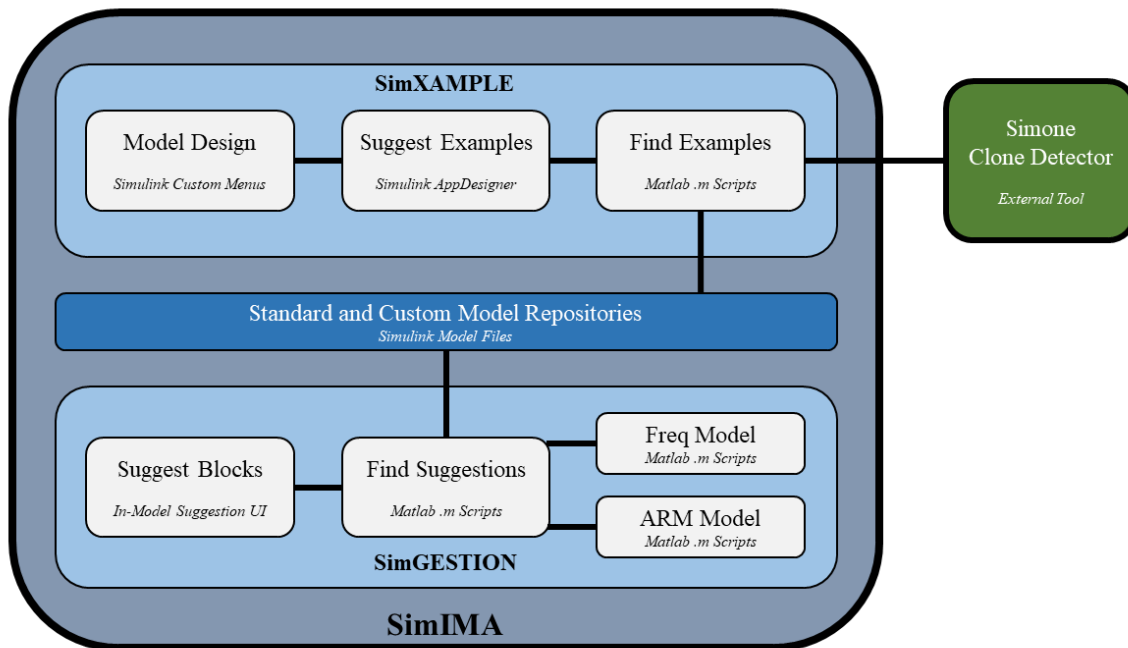 SimXAMPLE
Model Design
Simulink Custom Menus
Suggest Examples
Simulink AppDesigner
Find Examples
Matlab .m Scripts
Simone
Clone Detector
External Tool
Standard and Custom Model Repositories
Simulink Model Files
Suggest Blocks
In-Model Suggestion UI
Find Suggestions
Matlab .m Scripts
Freq Model
Matlab .m Scripts
ARM Model
Matlab .m Scripts
SimGESTION
SimIMA